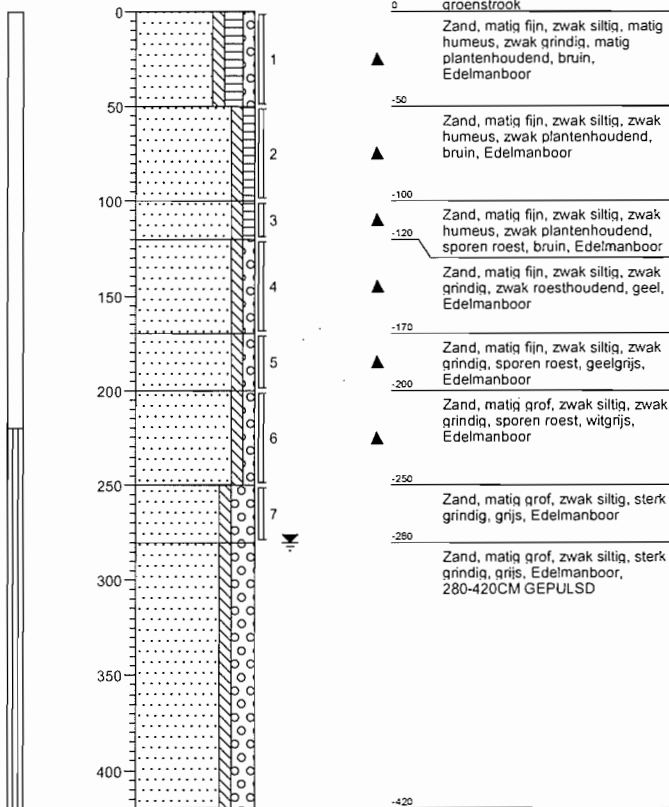 0
50
100
150
200
250
300
350
400
1
2
3
4
5
6
7
0
groenstrook
Zand, matig fijn, zwak siltig, matig
humeus, zwak grindig, matig
plantenhoudend, bruin,
Edelmanboor
-50
Zand, matig fijn, zwak siltig, zwak
humeus, zwak plantenhoudend,
bruin, Edelmanboor
-100
Zand, matig fijn, zwak siltig, zwak
humeus, zwak plantenhoudend,
sporen roest, bruin, Edelmanboor
-120
Zand, matig fijn, zwak siltig, zwak
grindig, zwak roesthoudend, geel,
Edelmanboor
-170
Zand, matig fijn, zwak siltig, zwak
grindig, sporen roest, geelgrijs,
Edelmanboor
-200
Zand, matig grof, zwak siltig, zwak
grindig, sporen roest, witgrijs,
Edelmanboor
-250
Zand, matig grof, zwak siltig, sterk
grindig, grijs, Edelmanboor
-280
Zand, matig grof, zwak siltig, sterk
grindig, grijs, Edelmanboor,
280-420CM GEPULSD
-420